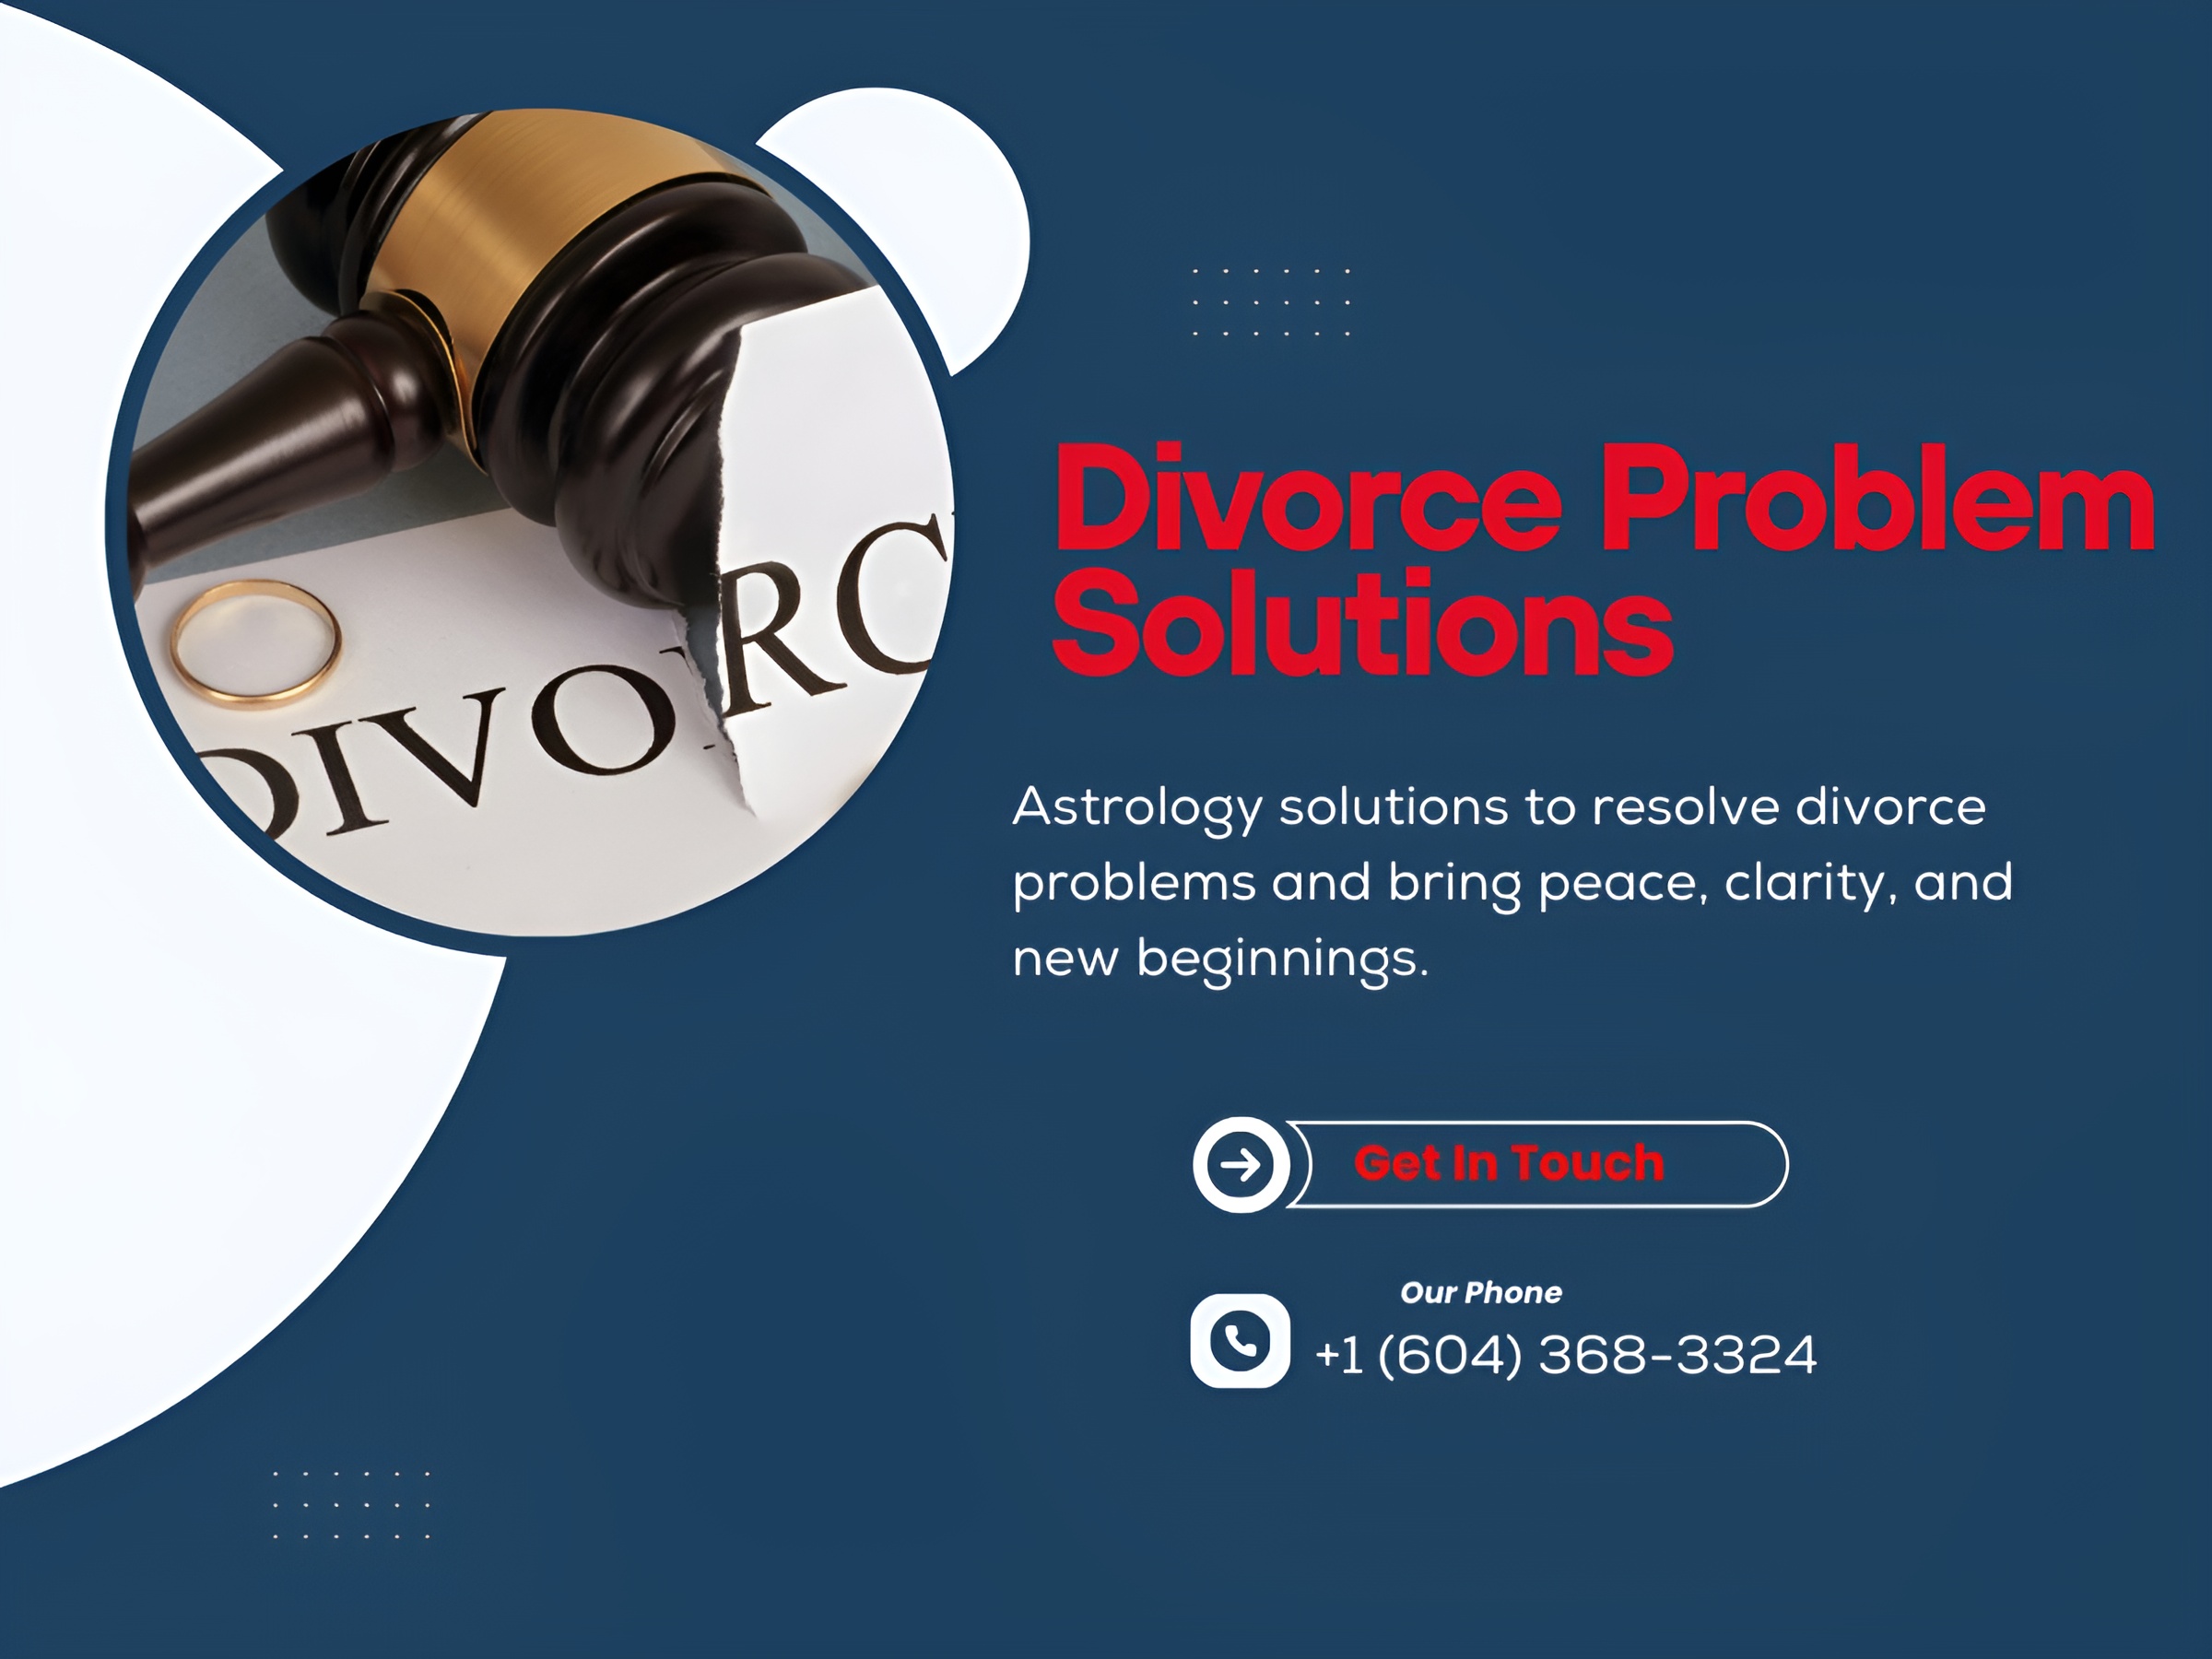 DIVORC
Divorce Problem
Solutions
Astrology solutions to resolve divorce
problems and bring peace, clarity, and
new beginnings.
Get In Touch
Our Phone
+1 (604) 368-3324